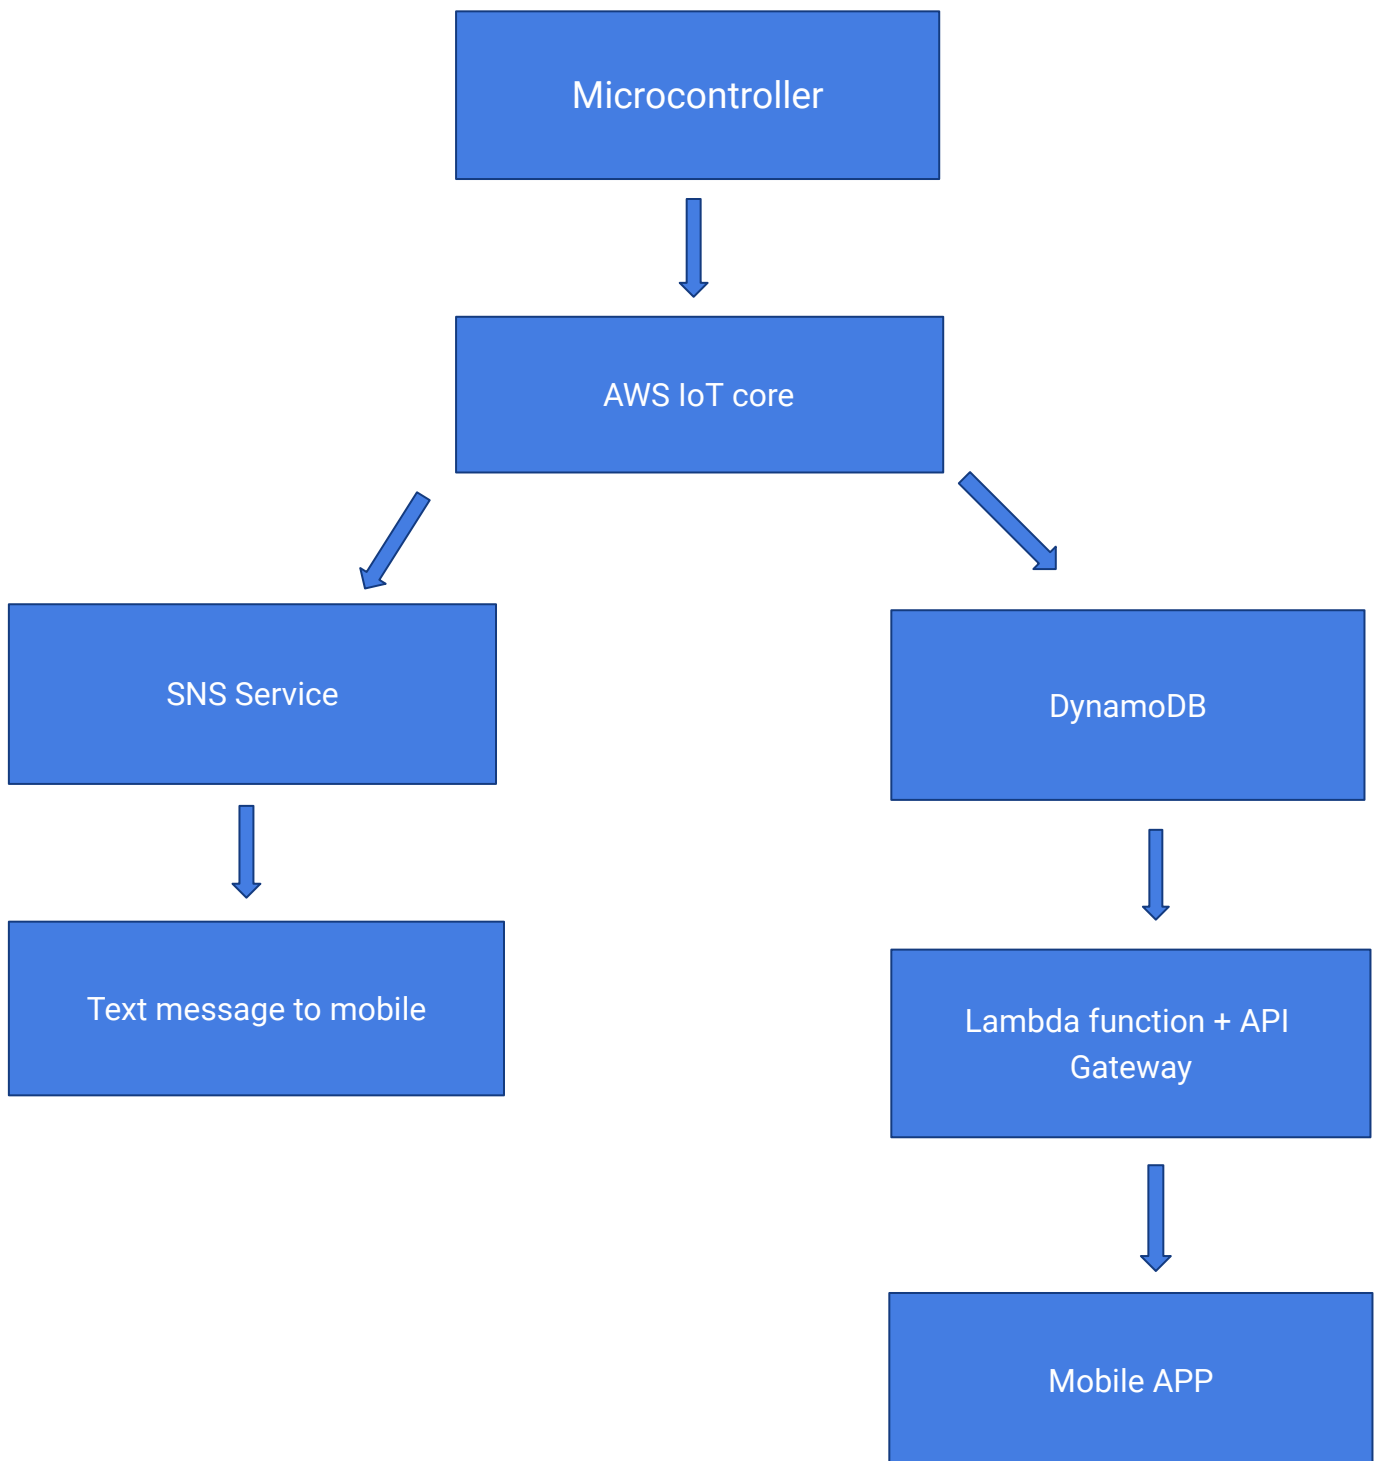 Microcontroller
AWS IoT core
SNS Service
DynamoDB
Text message to mobile
Lambda function + API
Gateway
Mobile APP